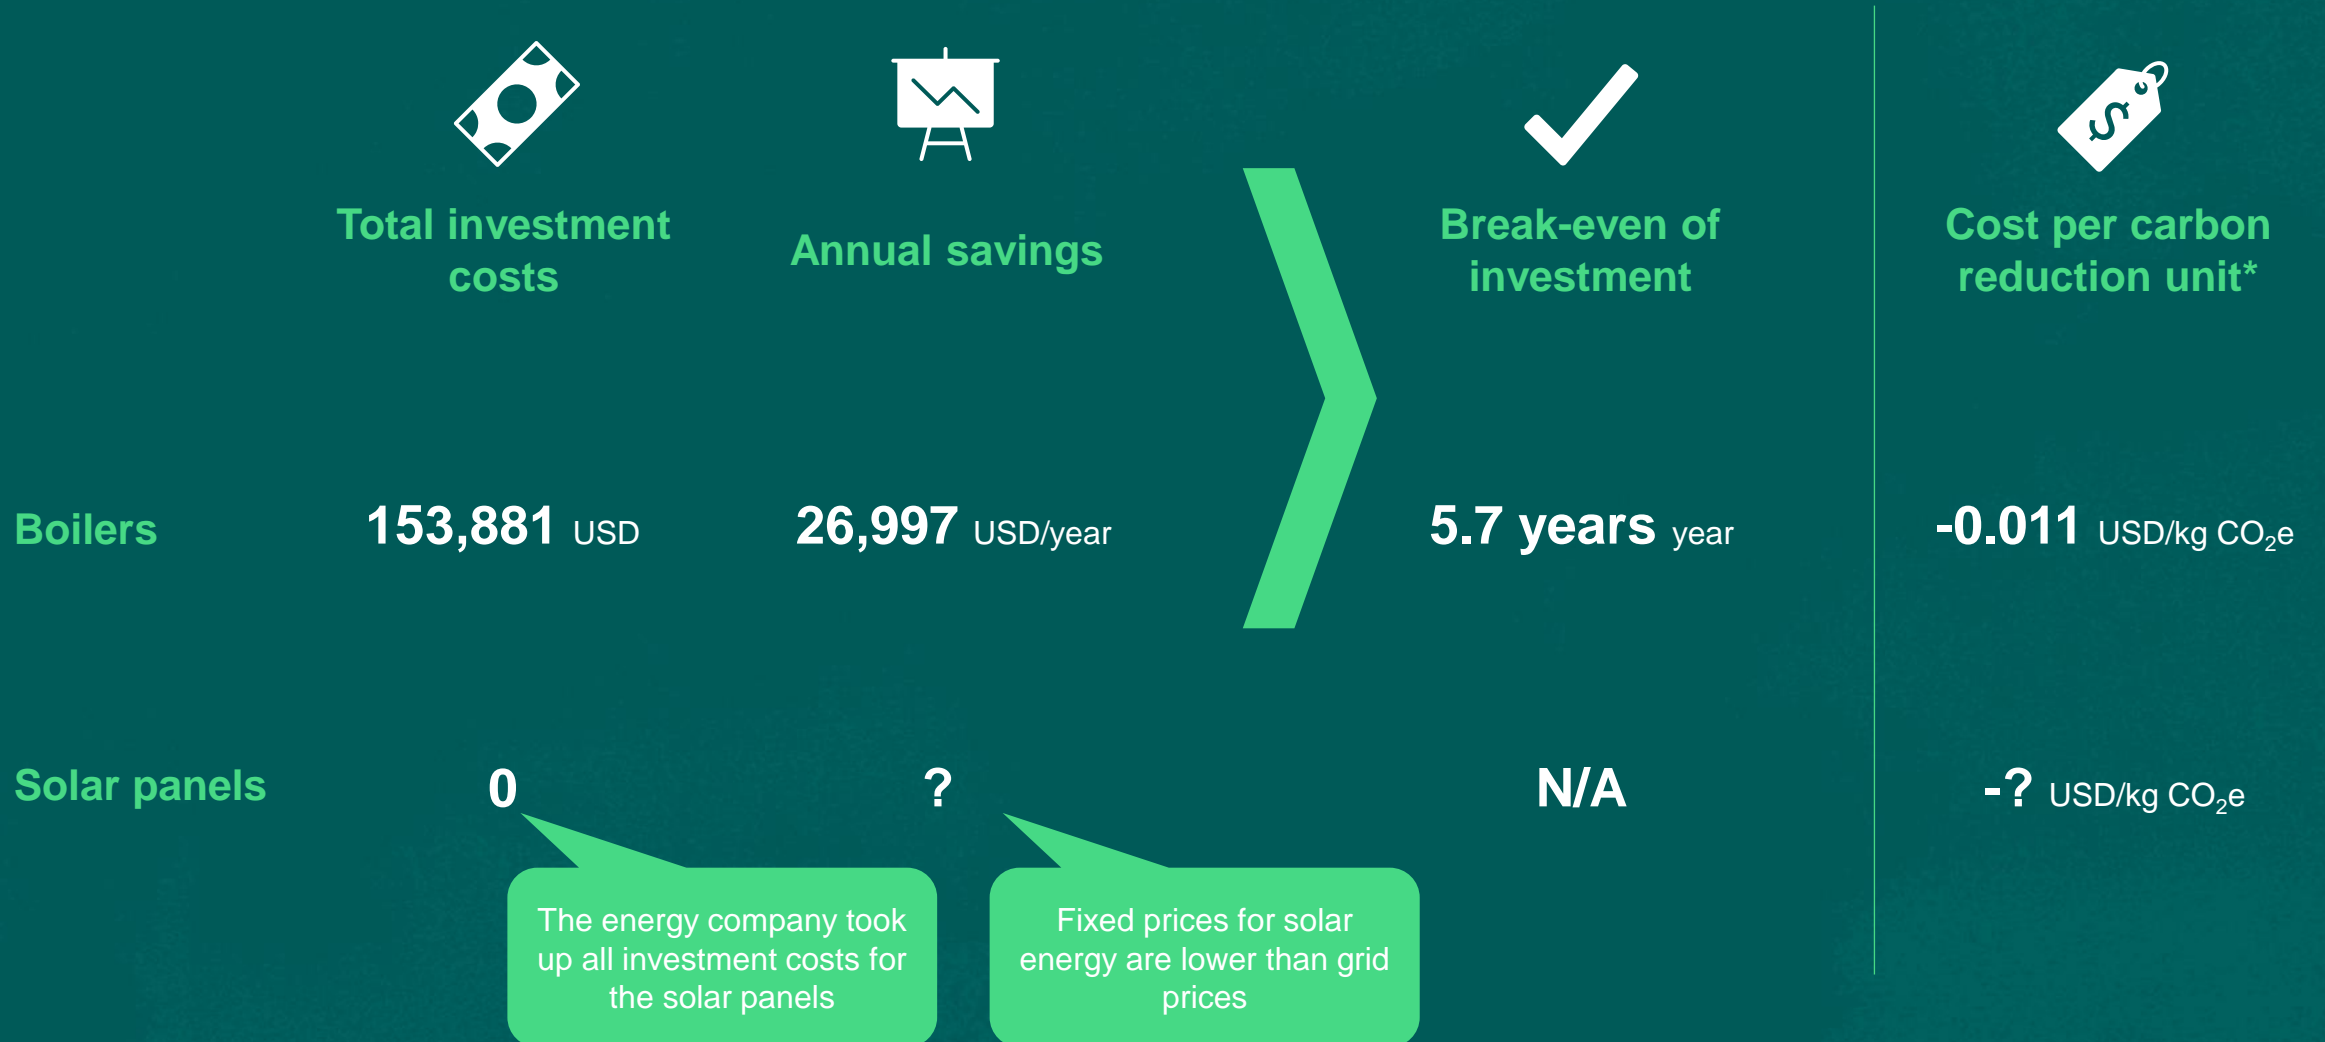 Total investment
costs
Annual savings
Break-even of
investment
Cost per carbon
reduction unit*
Boilers
153,881 USD
26,997 USD/year
5.7 years year
-0.011 USD/kg CO₂e
Solar panels
0
?
N/A
-? USD/kg CO₂e
The energy company took
up all investment costs for
the solar panels
Fixed prices for solar
energy are lower than grid
prices